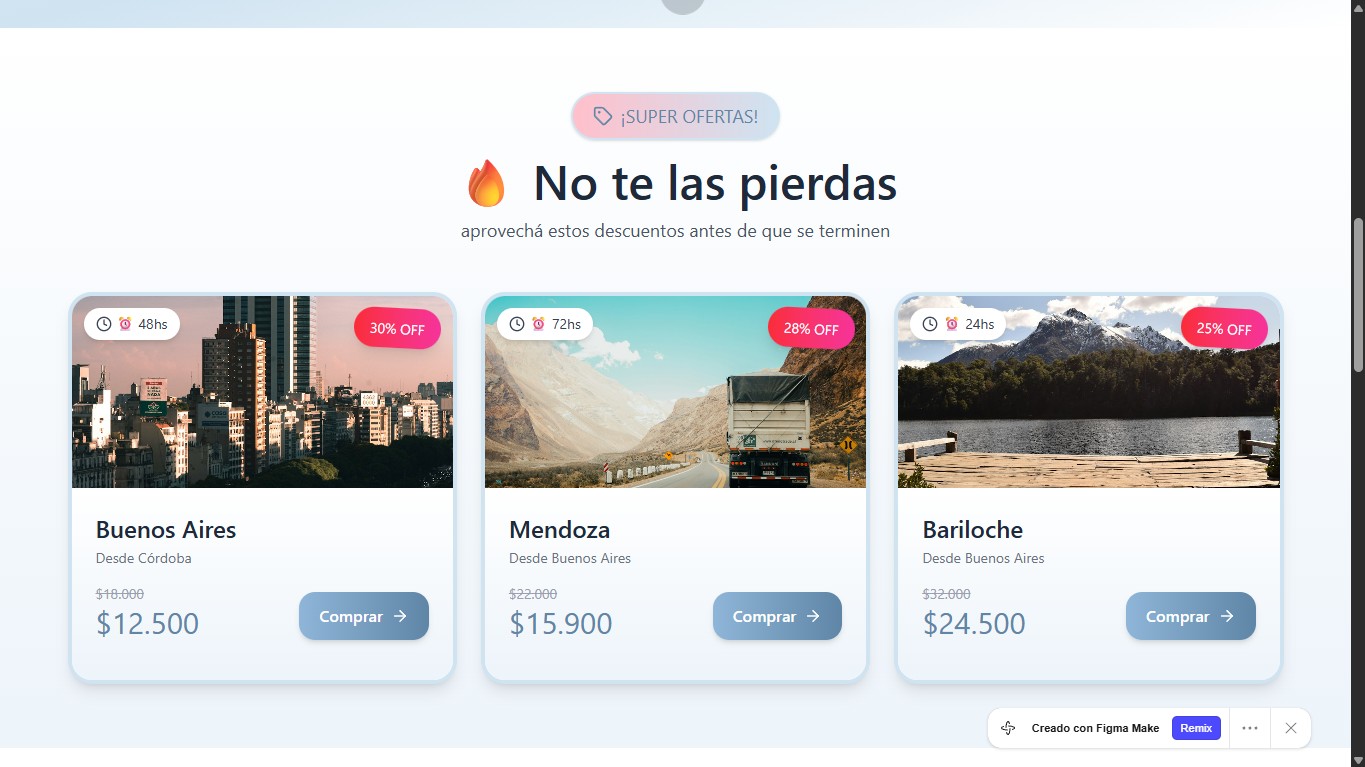 ¡SUPER OFERTAS!
🔥 No te las pierdas
aprovechá estos descuentos antes de que se terminen
⏰ 48hs
30% OFF
Buenos Aires
Desde Córdoba
$18.000
$12.500
Comprar →
⏰ 72hs
28% OFF
Mendoza
Desde Buenos Aires
$22.000
$15.900
Comprar →
⏰ 24hs
25% OFF
Bariloche
Desde Buenos Aires
$32.000
$24.500
Comprar →
Creado con Figma Make
Remix